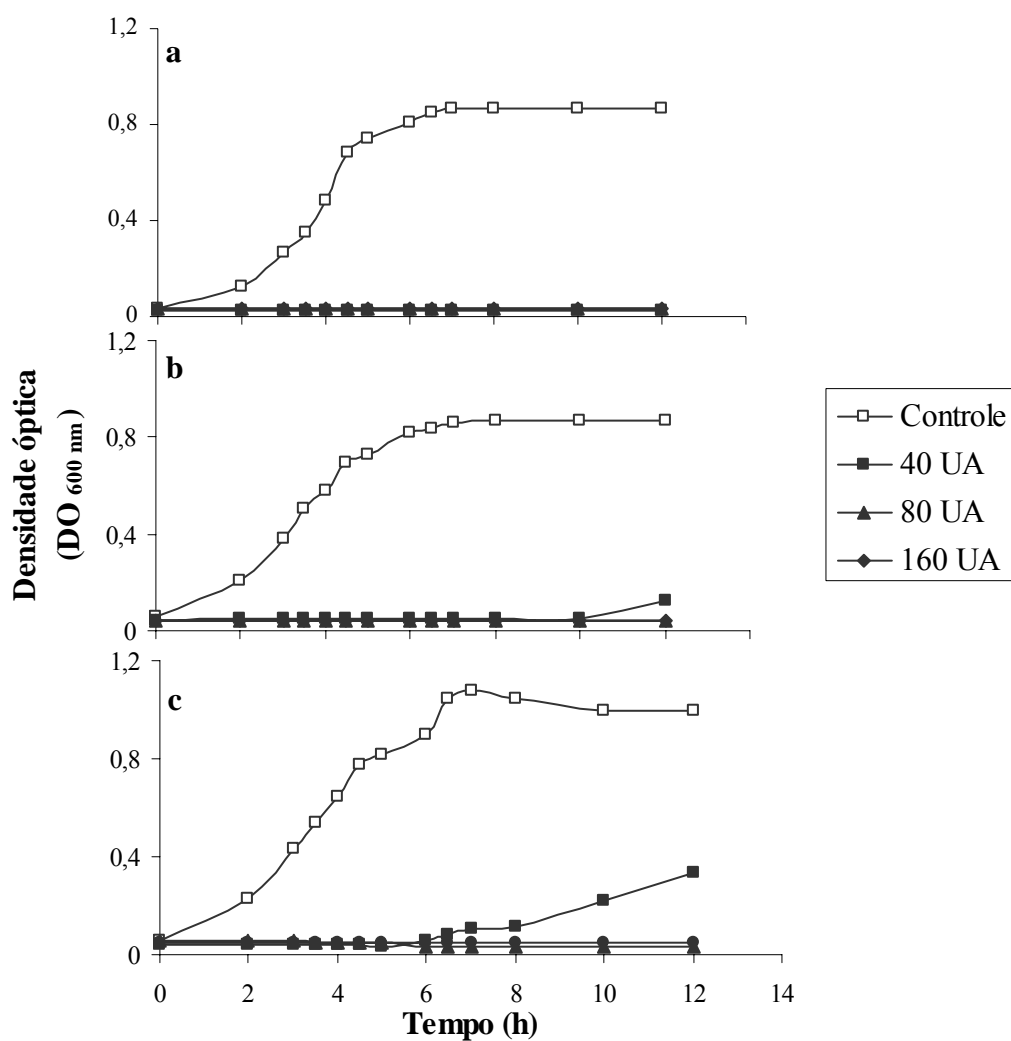 a
1,2
0,8
0,4
0
b
1,2
0,8
0,4
0
c
1,2
0,8
0,4
0
0 2 4 6 8 10 12 14
Tempo (h)
Densidade óptica
(DO 600 nm)
Controle
40 UA
80 UA
160 UA